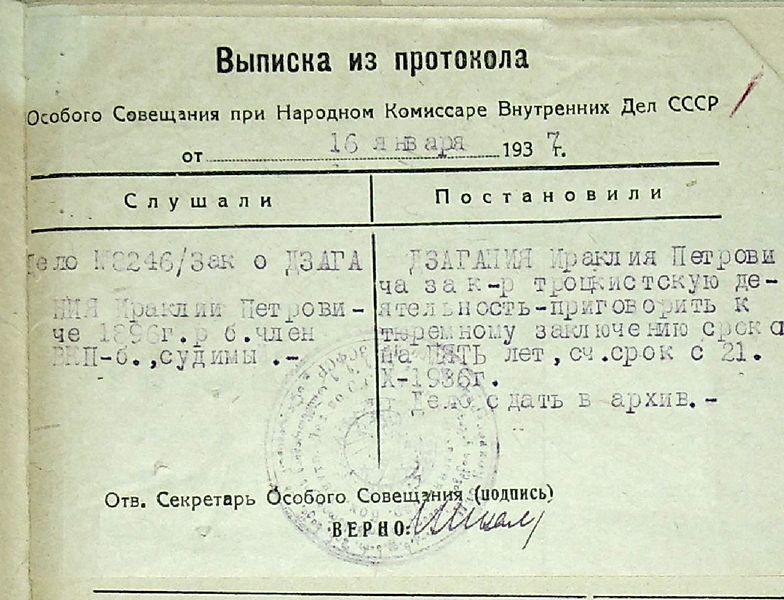 Выписка из протокола
Особого Совещания при Народном Комиссаре Внутренних Дел СССР
от 16 января 1937 г.
Слушали
Постановили
Дело №8246/Зак о ДЗАГА
НИЯ Ираклии Петрови-
че 1896г.р б.член
ВКП-б.,судимы .-
ДЗАГАНИЯ Ираклия Петрови
ча за к-р троцкистскую де-
ятельность-приговорить к
тюремному заключению срока
на ПЯТЬ лет, сч.срок с 21.
Х-1936г.
Дело сдать в архив.-
Отв. Секретарь Особого Совещания (подпись)
ВЕРНО: